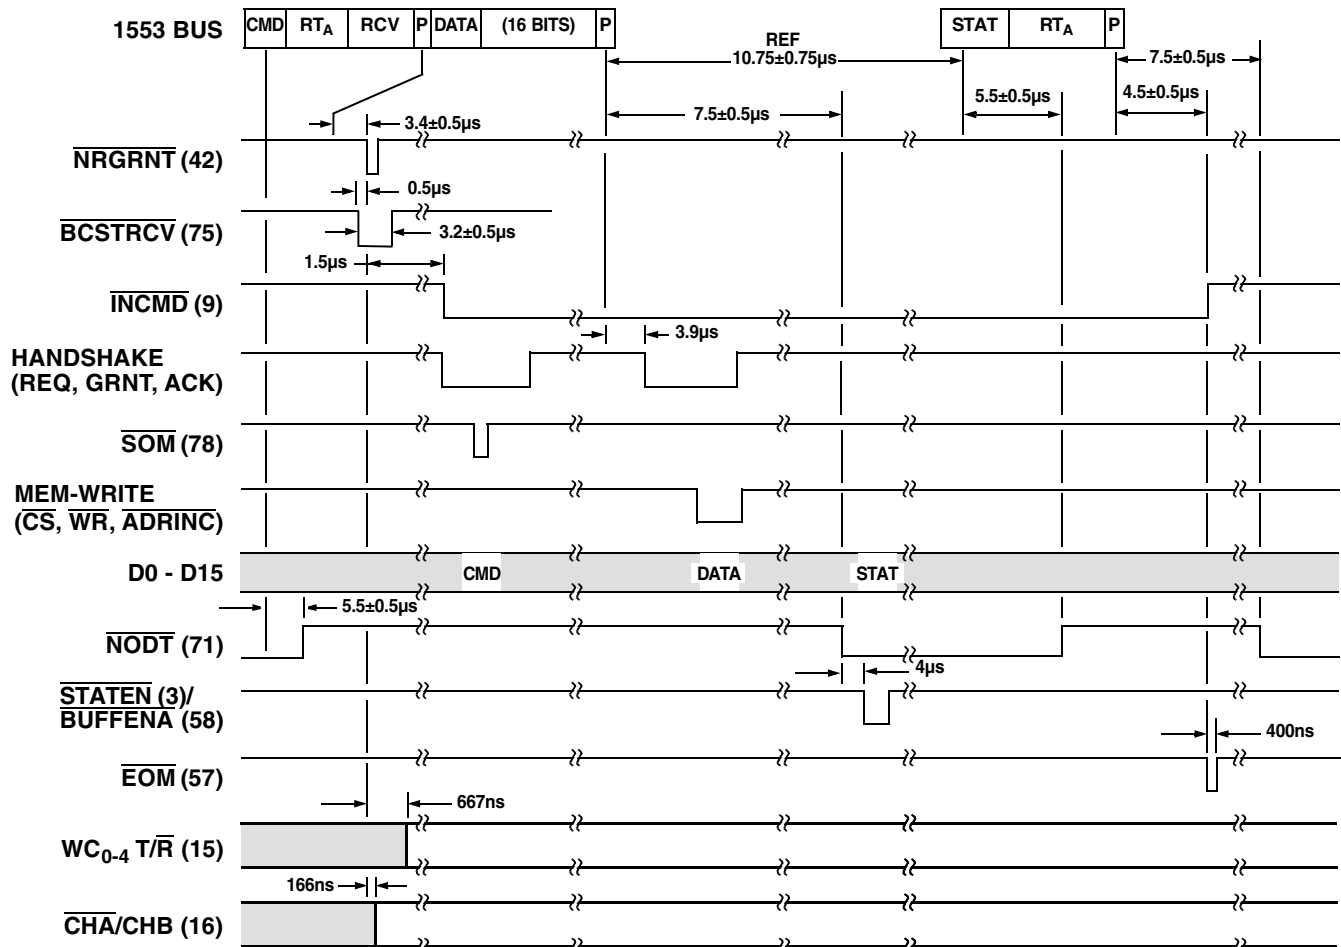 1553 BUS CMD RTA RCV P DATA (16 BITS) P STAT RTA P
REF
10.75±0.75µs
7.5±0.5µs
5.5±0.5µs
4.5±0.5µs
7.5±0.5µs
3.4±0.5µs
NRGRNT (42)
0.5µs
BCSTRCV (75)
3.2±0.5µs
1.5µs
INCMD (9)
3.9µs
HANDSHAKE
(REQ, GRNT, ACK)
SOM (78)
MEM-WRITE
(CS, WR, ADRINC)
D0 - D15 CMD DATA STAT
5.5±0.5µs
NODT (71)
4µs
STATEN (3)/
BUFFENA (58)
400ns
EOM (57)
667ns
WC0-4 T/R (15)
166ns
CHA/CHB (16)